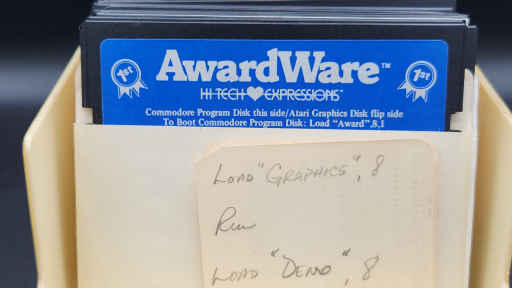 1st AwardWare™ 1st
HI TECH❤EXPRESSIONS™
Commodore Program Disk this side/Atari Graphics Disk flip side
To Boot Commodore Program Disk: Load "Award",8,1
LOAD "GRAPHICS", 8
Run
LOAD "DEMO", 8